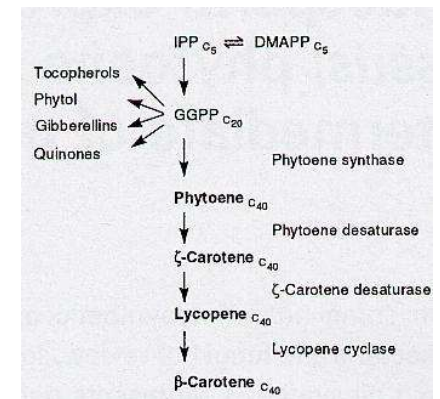 IPP C5 ⇌ DMAPP C5
Tocopherols
Phytol
Gibberellins
Quinones
GGPP C20
Phytoene synthase
Phytoene C40
Phytoene desaturase
ζ-Carotene C40
ζ-Carotene desaturase
Lycopene C40
Lycopene cyclase
β-Carotene C40